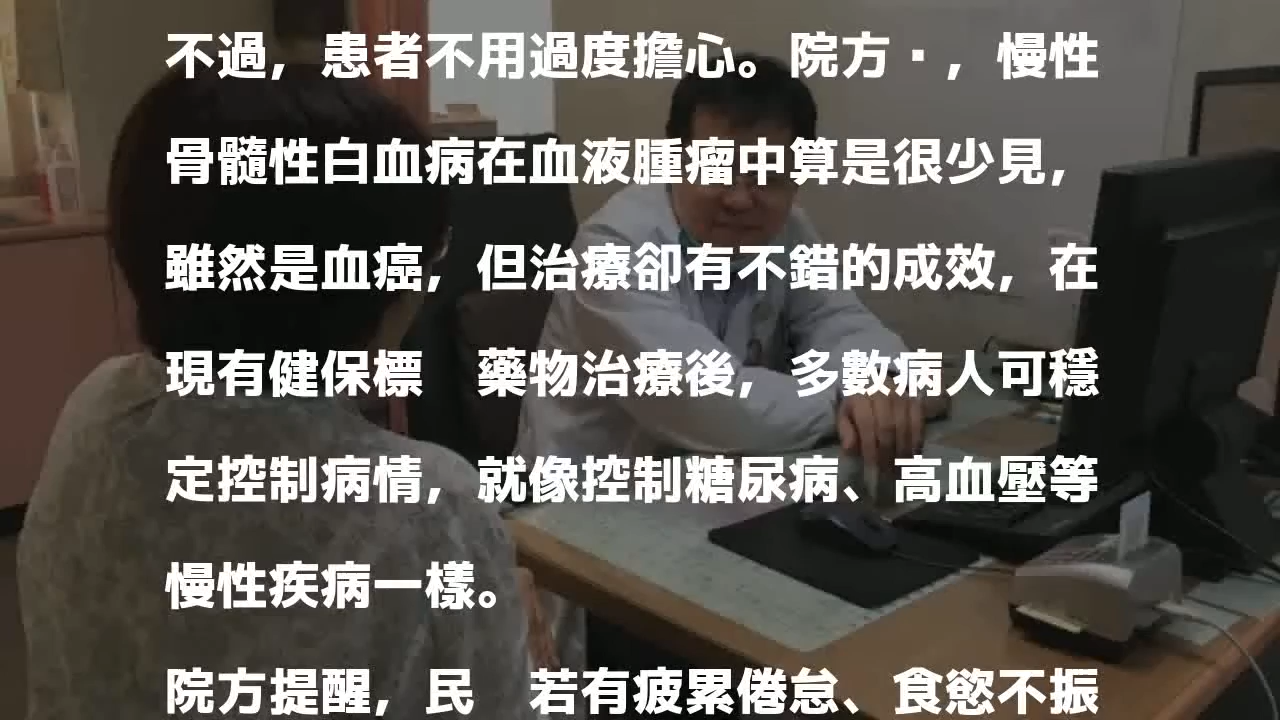 不過，患者不用過度擔心。院方·，慢性
骨髓性白血病在血液腫瘤中算是很少見，
雖然是血癌，但治療卻有不錯的成效，在
現有健保標　藥物治療後，多數病人可穩
定控制病情，就像控制糖尿病、高血壓等
慢性疾病一樣。
院方提醒，民　若有疲累倦怠、食慾不振